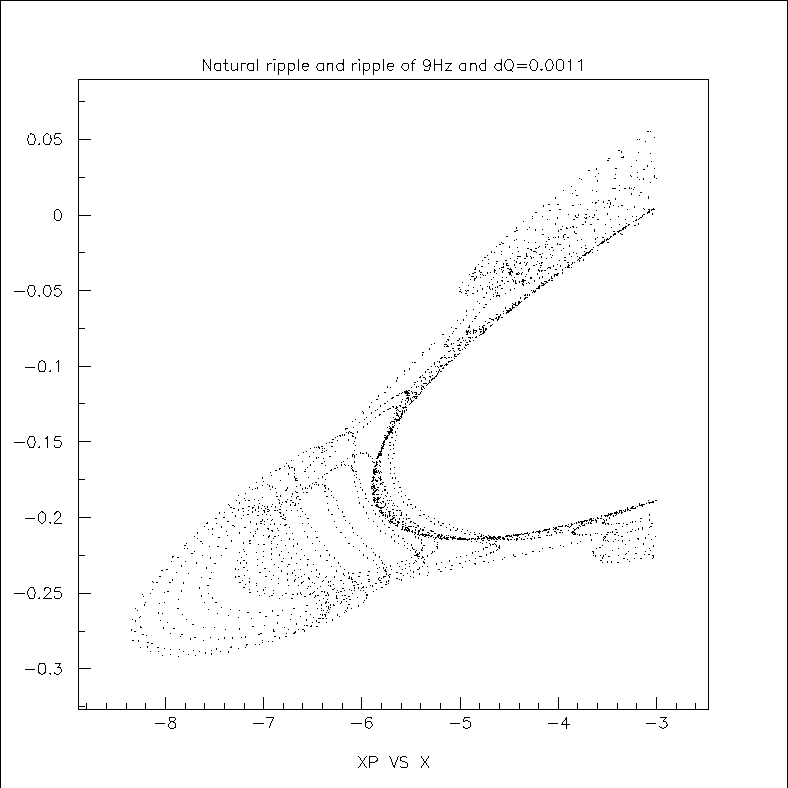 Natural ripple and ripple of 9Hz and dQ=0.0011
0.05
0
-0.05
-0.1
-0.15
-0.2
-0.25
-0.3
-8 -7 -6 -5 -4 -3
XP VS X